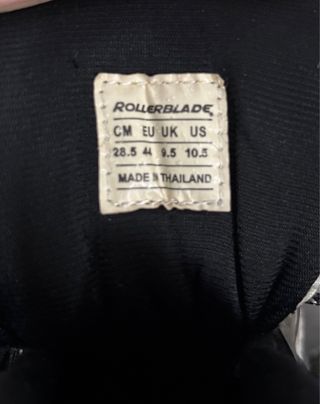 ROLLERBLADE
CM EU UK US
28.5 44 9.5 10.5
MADE IN THAILAND